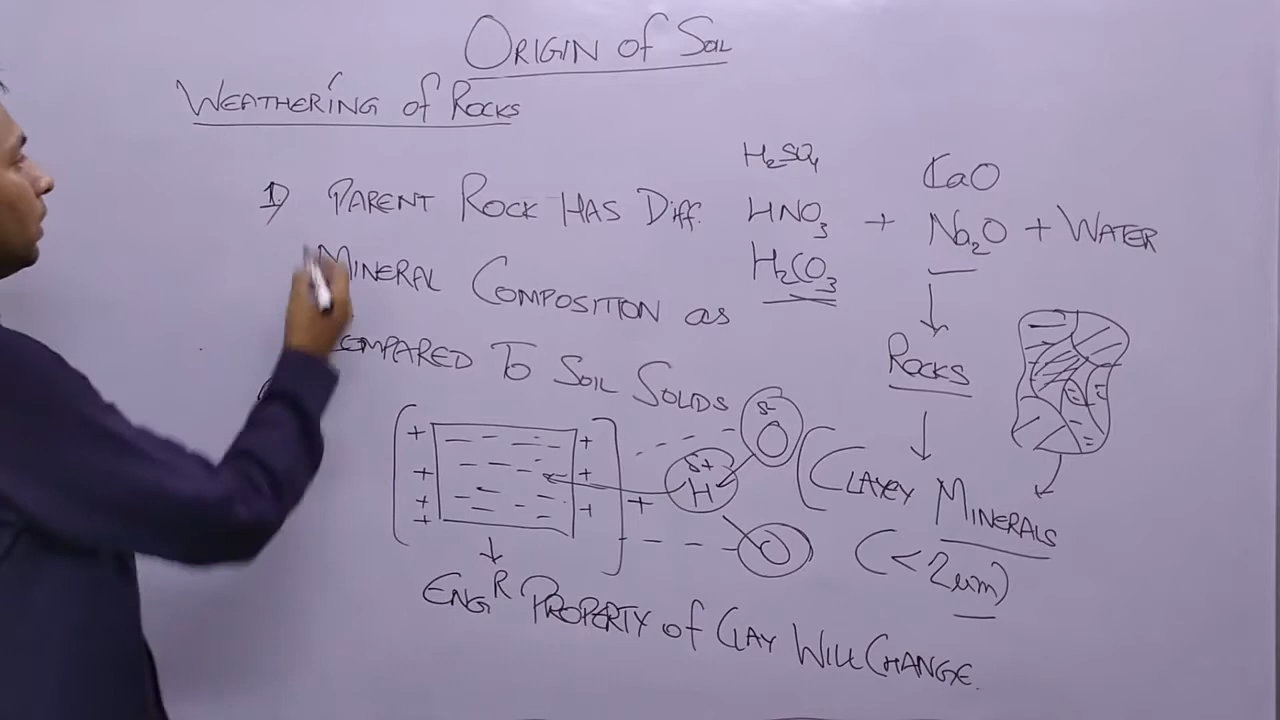 ORIGIN of SOIL
WEATHERING of ROCKS
1) PARENT ROCK HAS Diff.
MINERAL COMPOSITION as
COMPARED TO SOIL SOLIDS
H₂SO₄
HNO₃
H₂CO₃
+
CaO
Na₂O + WATER
ROCKS
CLAYEY MINERALS
(<2μm)
+ +
+ +
+ +
+
+
δ-
O
δ+
H
O
ENGᴿ PROPERTY of CLAY WILL CHANGE.